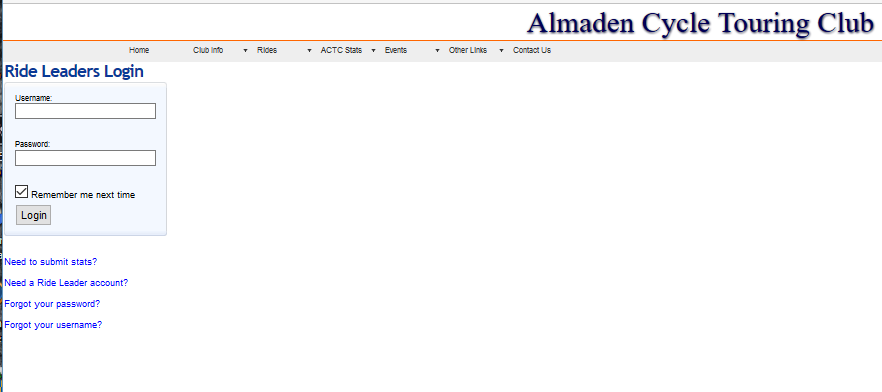 Almaden Cycle Touring Club
Home Club Info Rides ACTC Stats Events Other Links Contact Us
Ride Leaders Login
Username:
Password:
Remember me next time
Login
Need to submit stats?
Need a Ride Leader account?
Forgot your password?
Forgot your username?